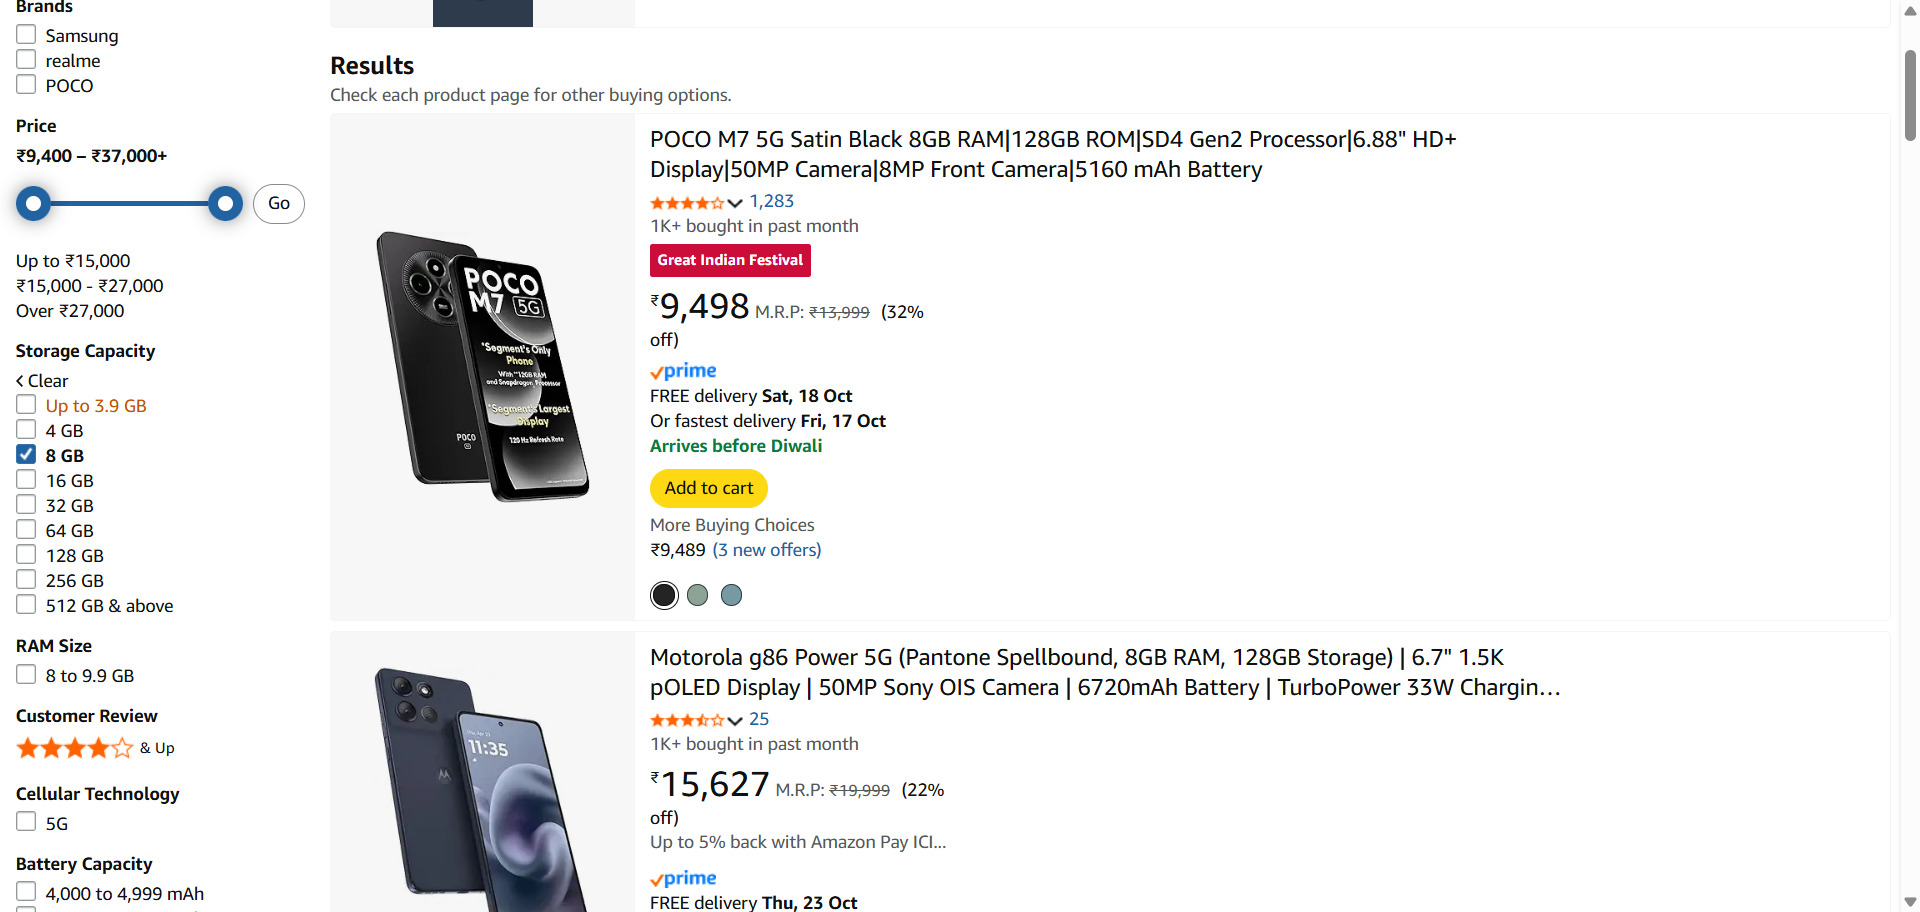 Brands
Samsung
realme
POCO
Price
₹9,400 – ₹37,000+
Go
Up to ₹15,000
₹15,000 - ₹27,000
Over ₹27,000
Storage Capacity
Clear
Up to 3.9 GB
4 GB
8 GB
16 GB
32 GB
64 GB
128 GB
256 GB
512 GB & above
RAM Size
8 to 9.9 GB
Customer Review
& Up
Cellular Technology
5G
Battery Capacity
4,000 to 4,999 mAh
Results
Check each product page for other buying options.
POCO
M7 5G
"Segment's Only
Phone
With "12GB RAM
and Snapdragon Processor
"Segment's Largest
Display
120 Hz Refresh Rate
POCO
POCO M7 5G Satin Black 8GB RAM|128GB ROM|SD4 Gen2 Processor|6.88" HD+
Display|50MP Camera|8MP Front Camera|5160 mAh Battery
1,283
1K+ bought in past month
Great Indian Festival
₹9,498 M.R.P: ₹13,999 (32%
off)
prime
FREE delivery Sat, 18 Oct
Or fastest delivery Fri, 17 Oct
Arrives before Diwali
Add to cart
More Buying Choices
₹9,489 (3 new offers)
11:35
Motorola g86 Power 5G (Pantone Spellbound, 8GB RAM, 128GB Storage) | 6.7" 1.5K
pOLED Display | 50MP Sony OIS Camera | 6720mAh Battery | TurboPower 33W Chargin…
25
1K+ bought in past month
₹15,627 M.R.P: ₹19,999 (22%
off)
Up to 5% back with Amazon Pay ICI...
prime
FREE delivery Thu, 23 Oct